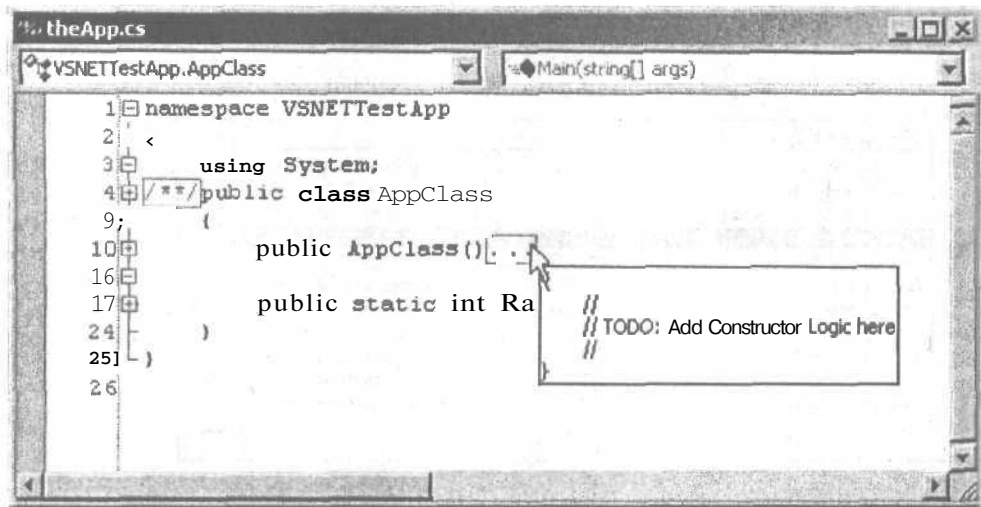 theApp.cs
VSNETTestApp.AppClass
Main(string[] args)
1 namespace VSNETTestApp
2 <
3 using System;
4 /**/public class AppClass
9; {
10 public AppClass()...
16
17 public static int Ra
24 )
25] )
26
{
//
// TODO: Add Constructor Logic here
//
}